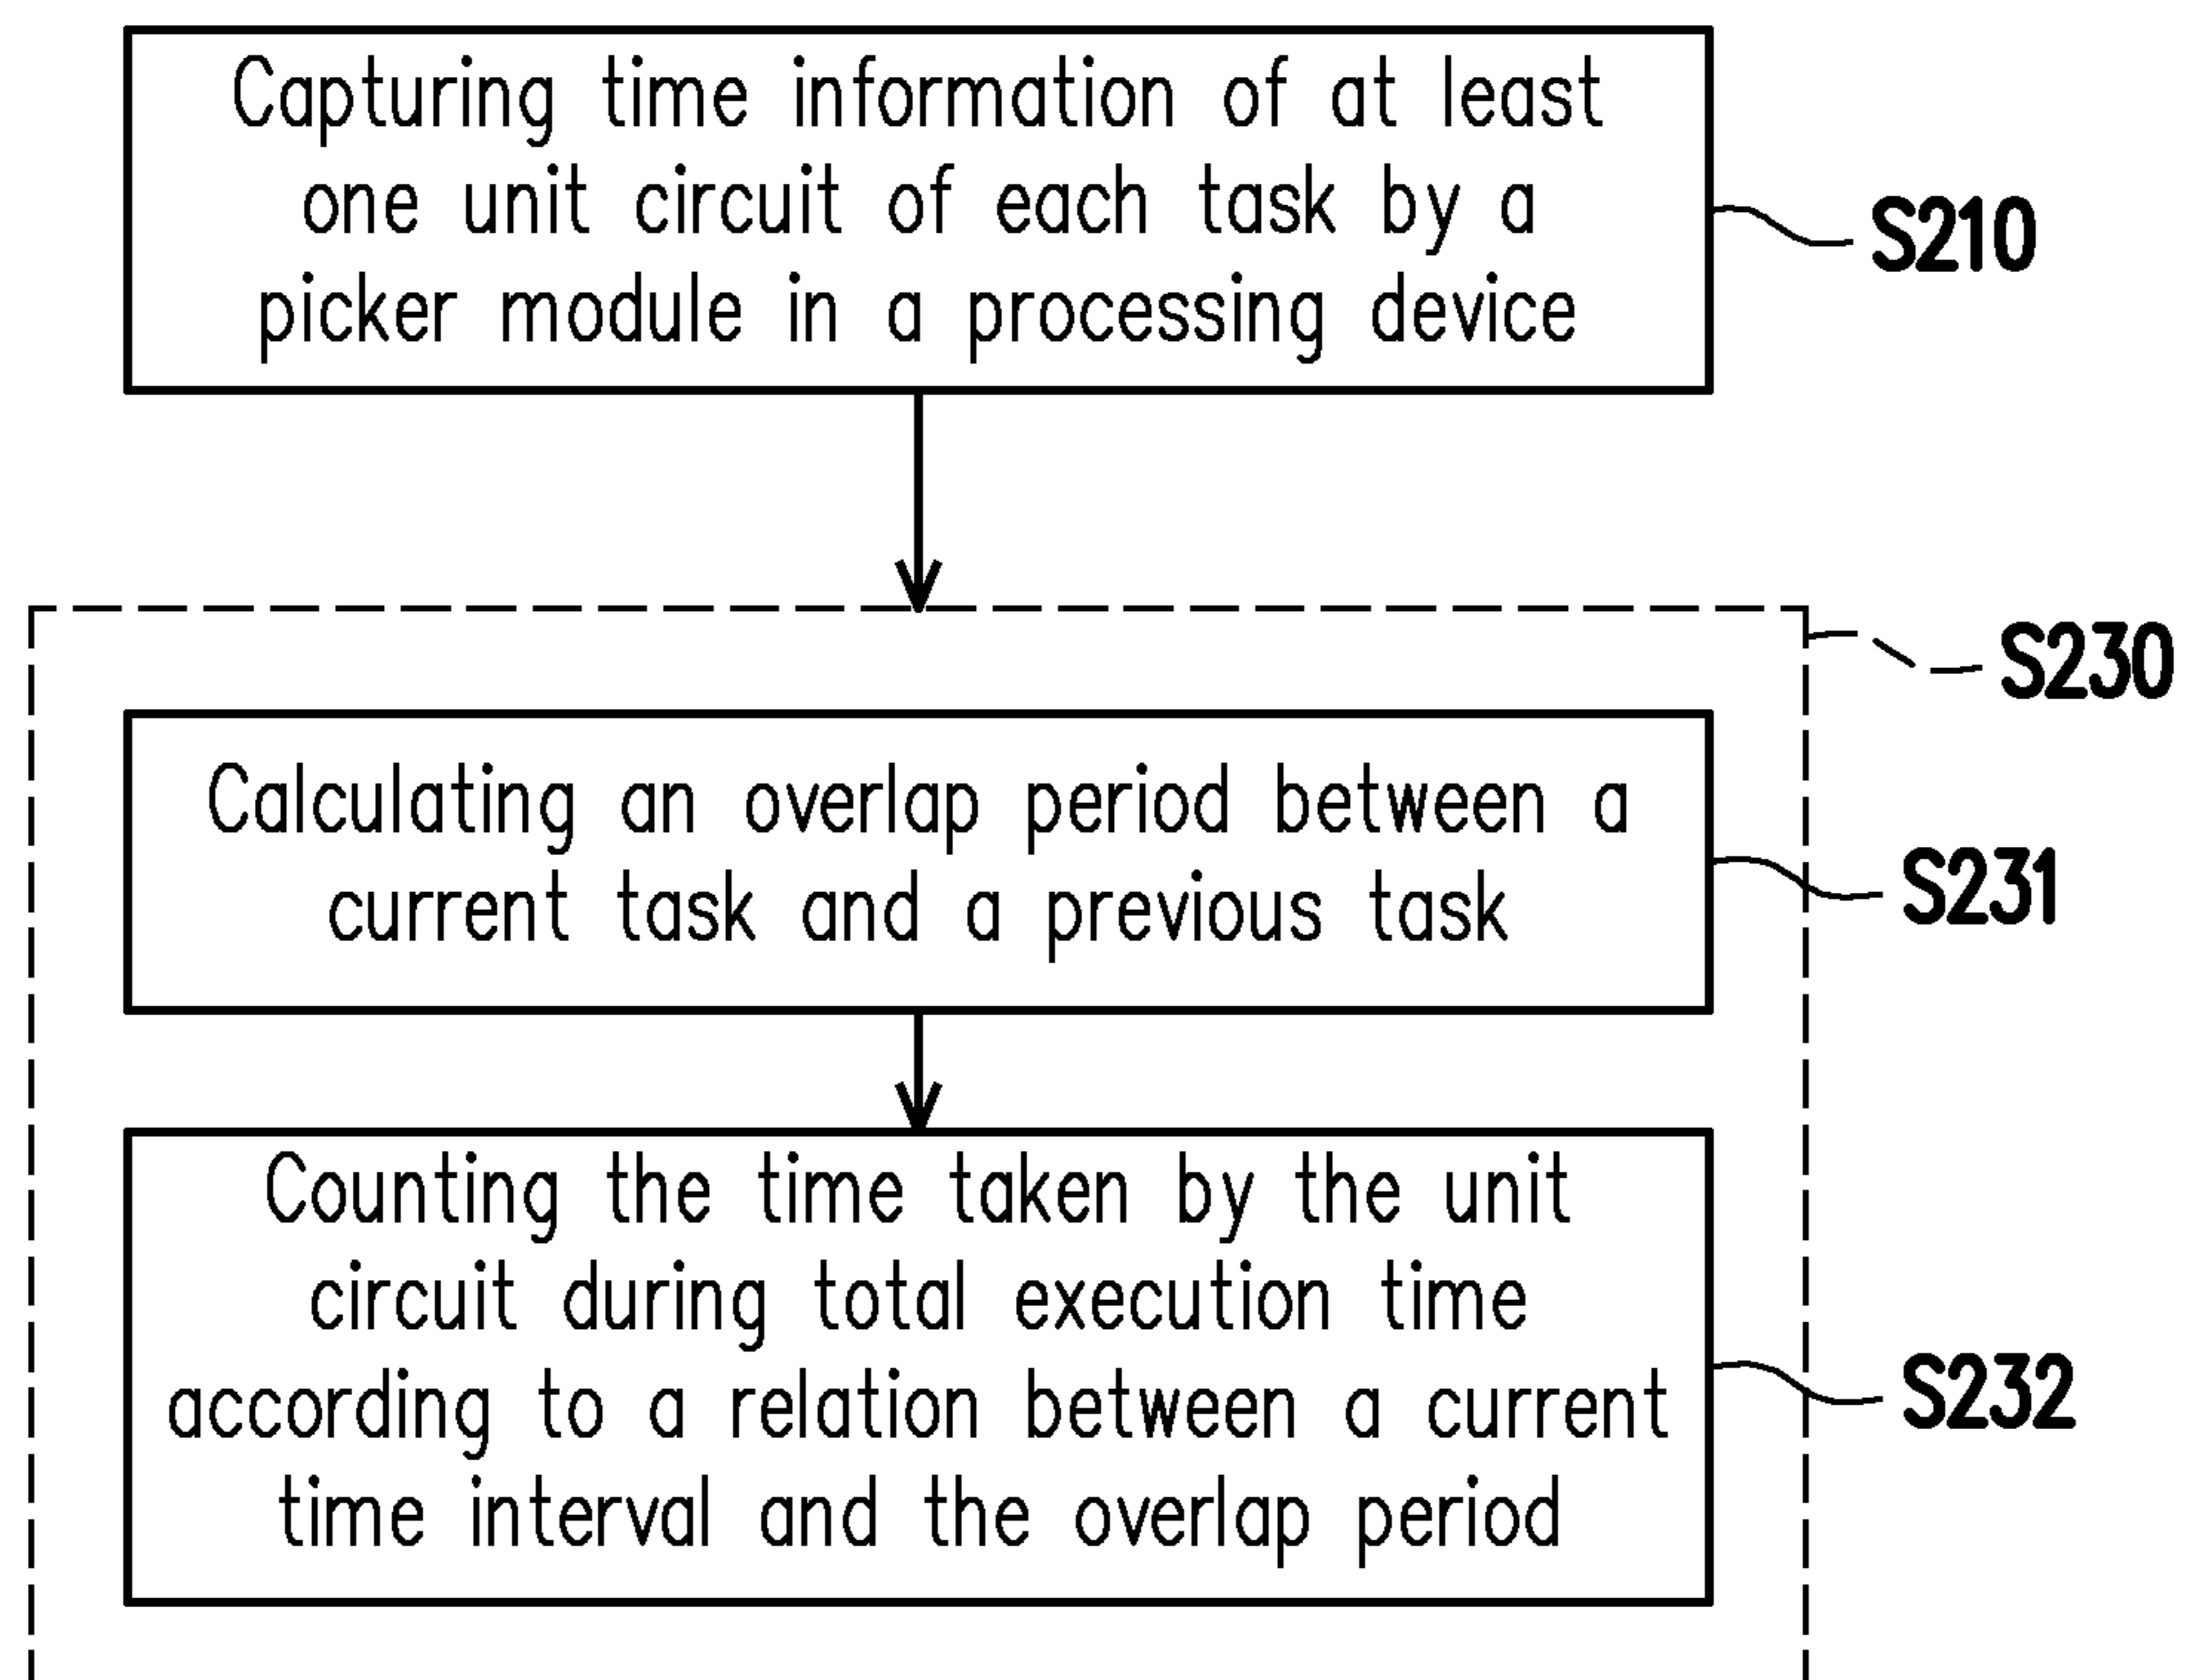 Capturing time information of at least
one unit circuit of each task by a
picker module in a processing device
S210
S230
Calculating an overlap period between a
current task and a previous task
S231
Counting the time taken by the unit
circuit during total execution time
according to a relation between a current
time interval and the overlap period
S232